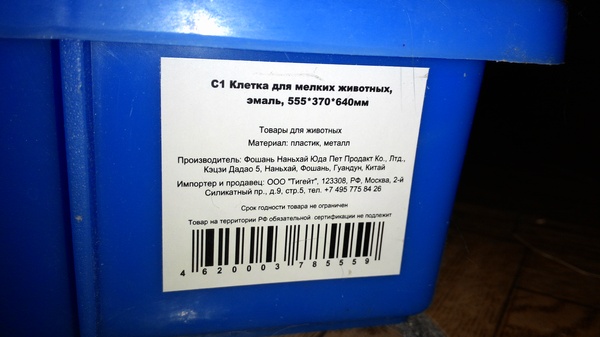 С1 Клетка для мелких животных,
эмаль, 555*370*640мм
Товары для животных
Материал: пластик, металл
Производитель: Фошань Наньхай Юда Пет Продакт Ко., Лтд.,
Кэцзи Дадао 5, Наньхай, Фошань, Гуандун, Китай
Импортер и продавец: ООО "Тигейт", 123308, РФ, Москва, 2-й
Силикатный пр., д.9, стр.5, тел. +7 495 775 84 26
Срок годности товара не ограничен
Товар на территории РФ обязательной сертификации не подлежит
4620003785559